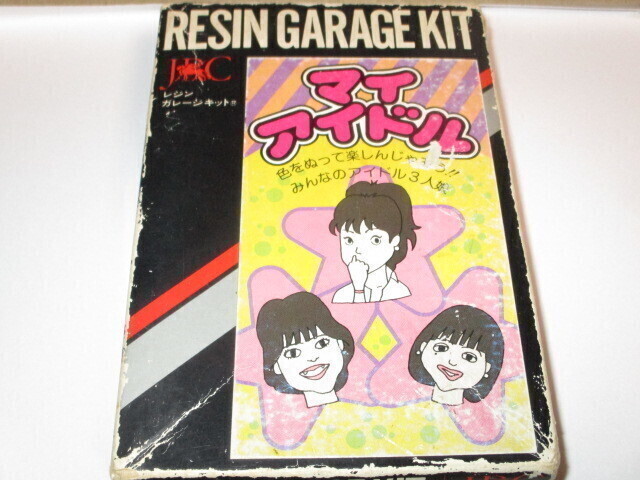 RESIN GARAGE KIT
JRC
レジン
ガレージキット
マイ
アイドル
色をぬって楽しんじゃ
みんなのアイドル3人娘